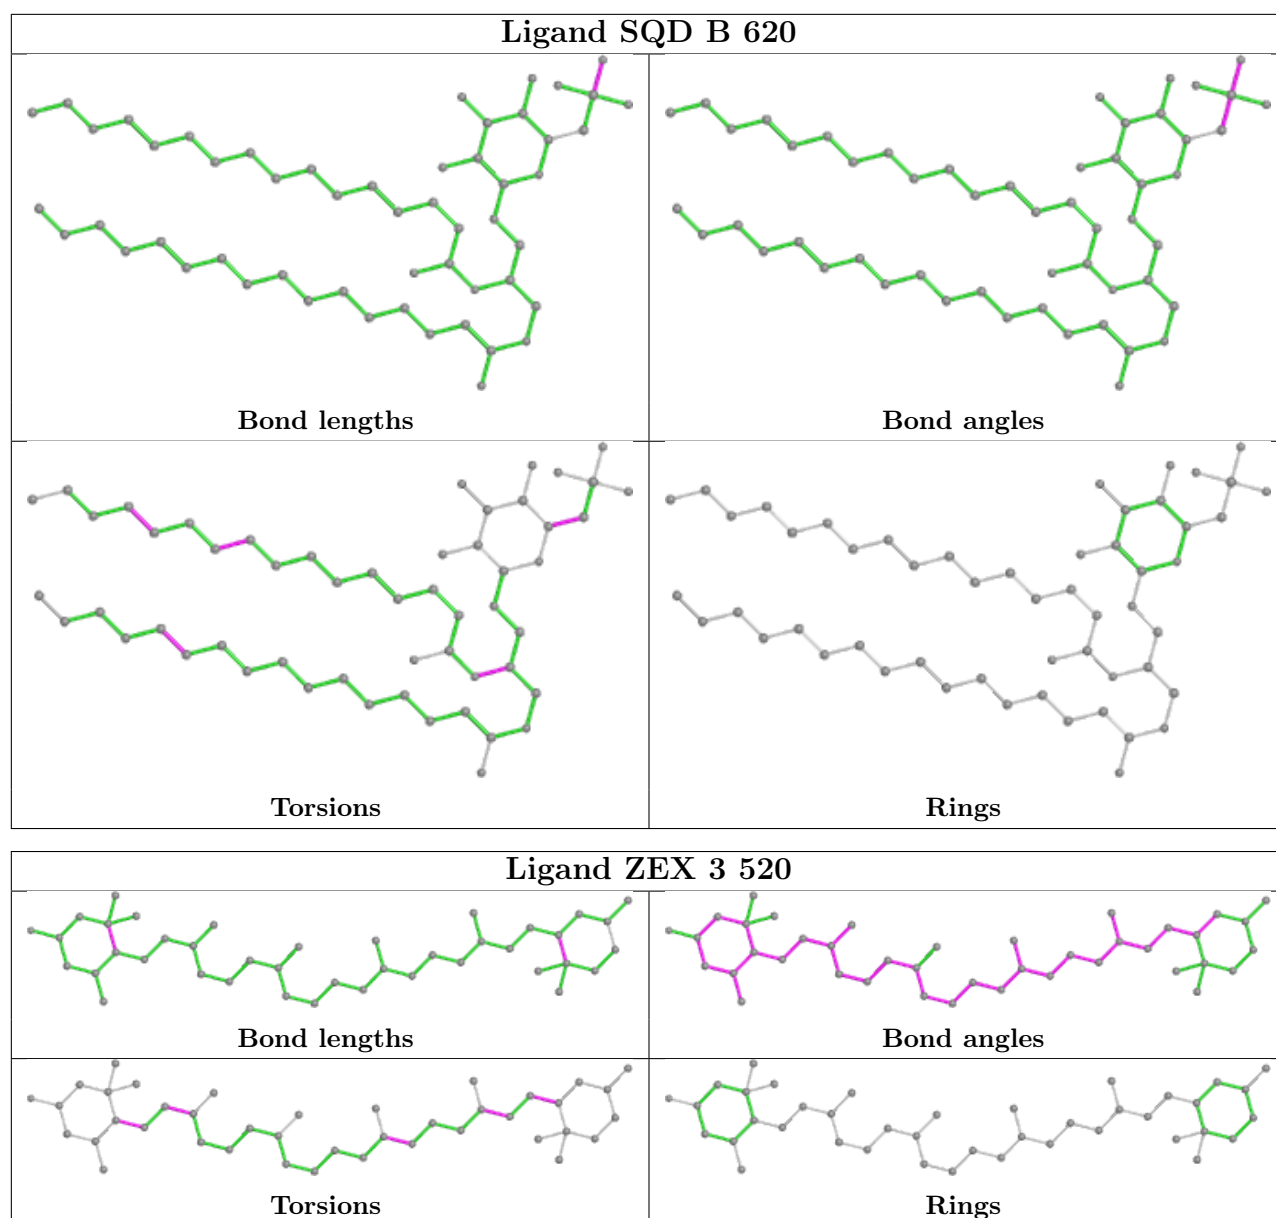 Ligand SQD B 620
Bond lengths
Bond angles
Torsions
Rings
Ligand ZEX 3 520
Bond lengths
Bond angles
Torsions
Rings